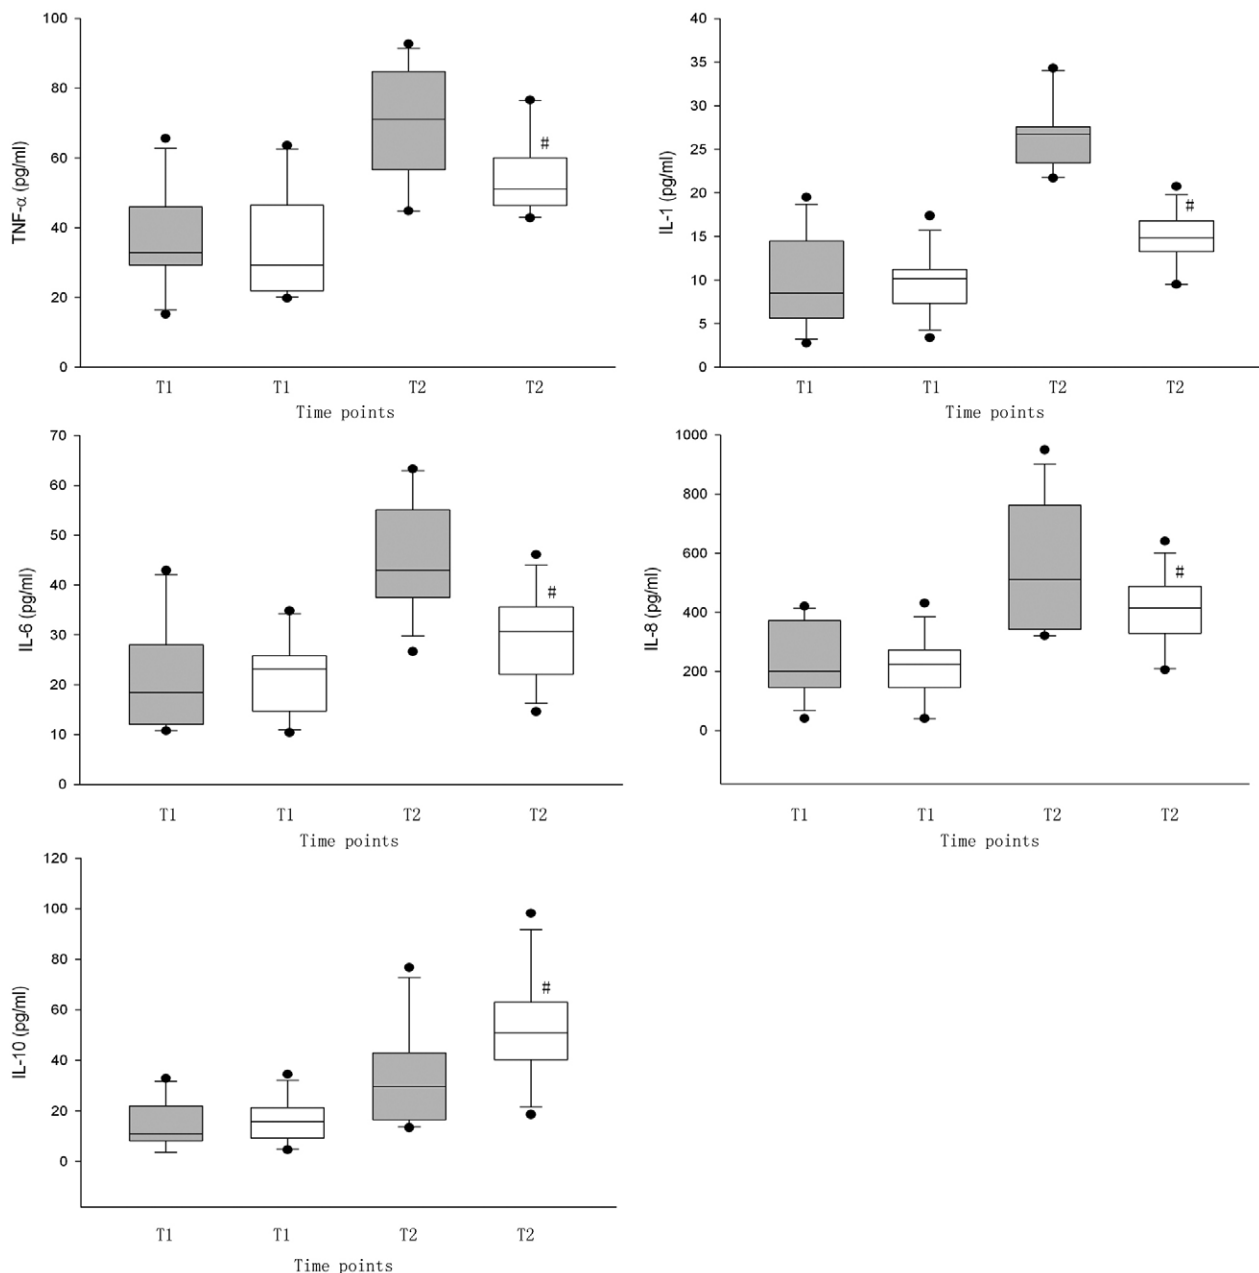 TNF-α (pg/ml)
100
80
60
40
20
0
#
T1 T1 T2 T2
Time points
IL-1 (pg/ml)
40
35
30
25
20
15
10
5
0
#
T1 T1 T2 T2
Time points
IL-6 (pg/ml)
70
60
50
40
30
20
10
0
#
T1 T1 T2 T2
Time points
IL-8 (pg/ml)
1000
800
600
400
200
0
#
T1 T1 T2 T2
Time points
IL-10 (pg/ml)
120
100
80
60
40
20
0
#
T1 T1 T2 T2
Time points